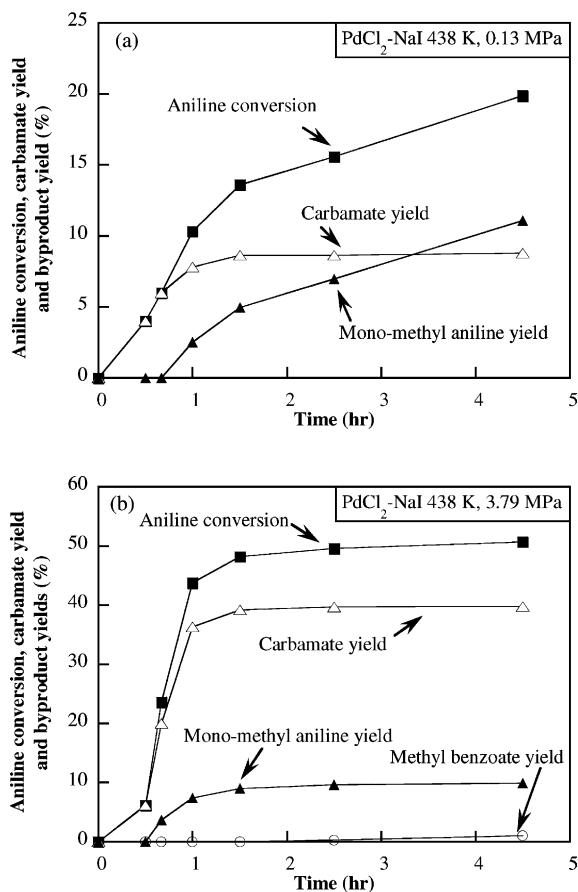 (a)
PdCl2-NaI 438 K, 0.13 MPa
Aniline conversion
Carbamate yield
Mono-methyl aniline yield
Aniline conversion, carbamate yield
and byproduct yield (%)
25
20
15
10
5
0
0
1
2
3
4
5
Time (hr)
(b)
PdCl2-NaI 438 K, 3.79 MPa
Aniline conversion
Carbamate yield
Mono-methyl aniline yield
Methyl benzoate yield
Aniline conversion, carbamate yield
and byproduct yields (%)
60
50
40
30
20
10
0
0
1
2
3
4
5
Time (hr)